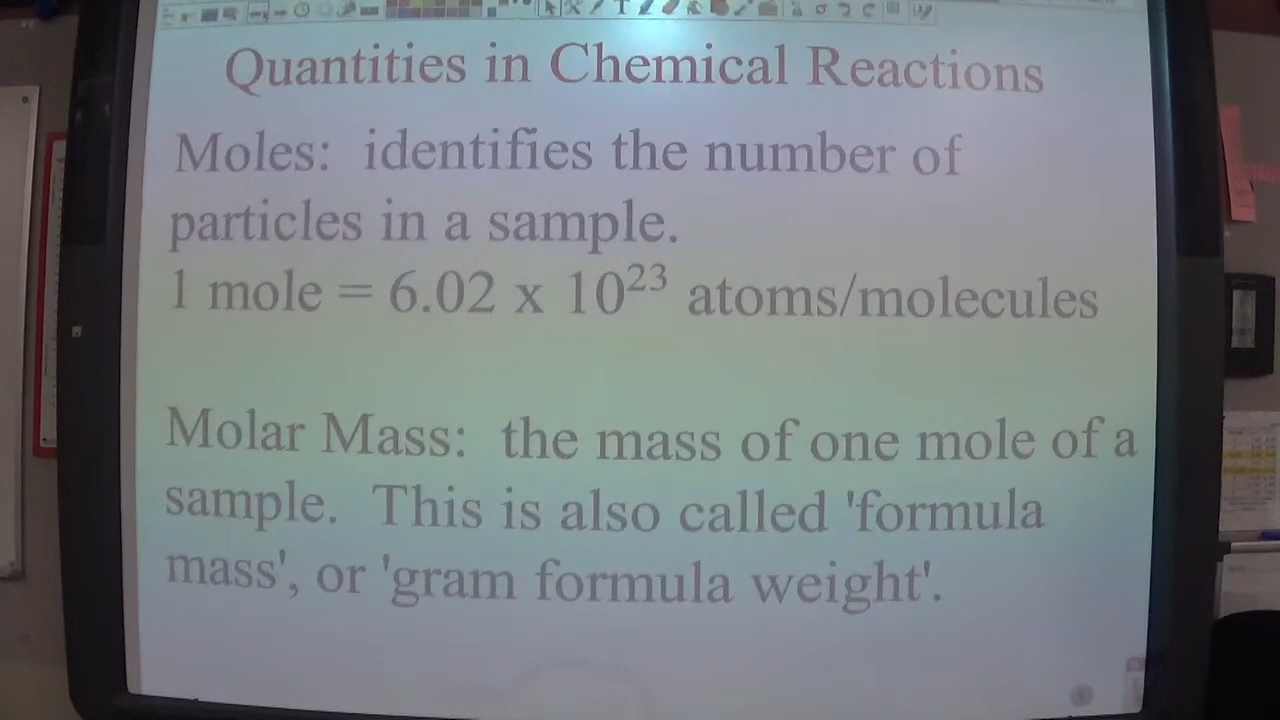 Quantities in Chemical Reactions
Moles:  identifies the number of
particles in a sample.
1 mole = 6.02 x 10²³ atoms/molecules
Molar Mass:  the mass of one mole of a
sample.  This is also called 'formula
mass', or 'gram formula weight'.